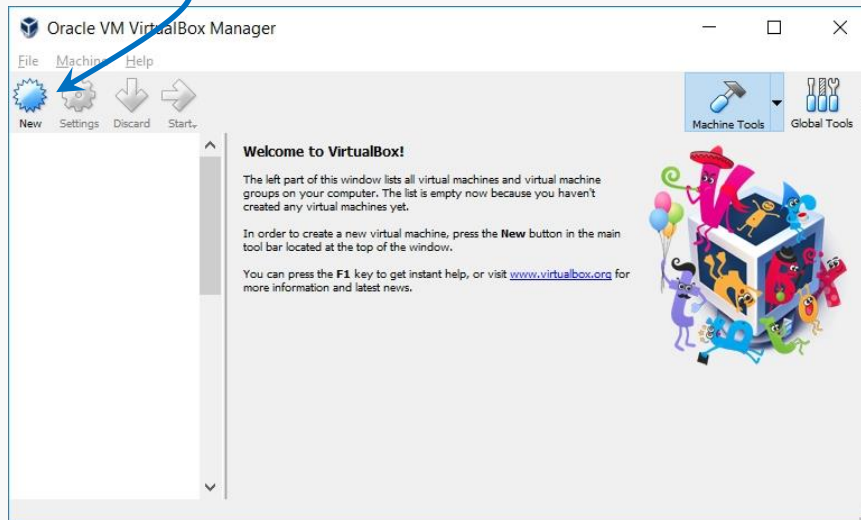 Oracle VM VirtualBox Manager
File Machine Help
New Settings Discard Start
Machine Tools Global Tools
Welcome to VirtualBox!
The left part of this window lists all virtual machines and virtual machine
groups on your computer. The list is empty now because you haven't
created any virtual machines yet.
In order to create a new virtual machine, press the New button in the main
tool bar located at the top of the window.
You can press the F1 key to get instant help, or visit www.virtualbox.org for
more information and latest news.